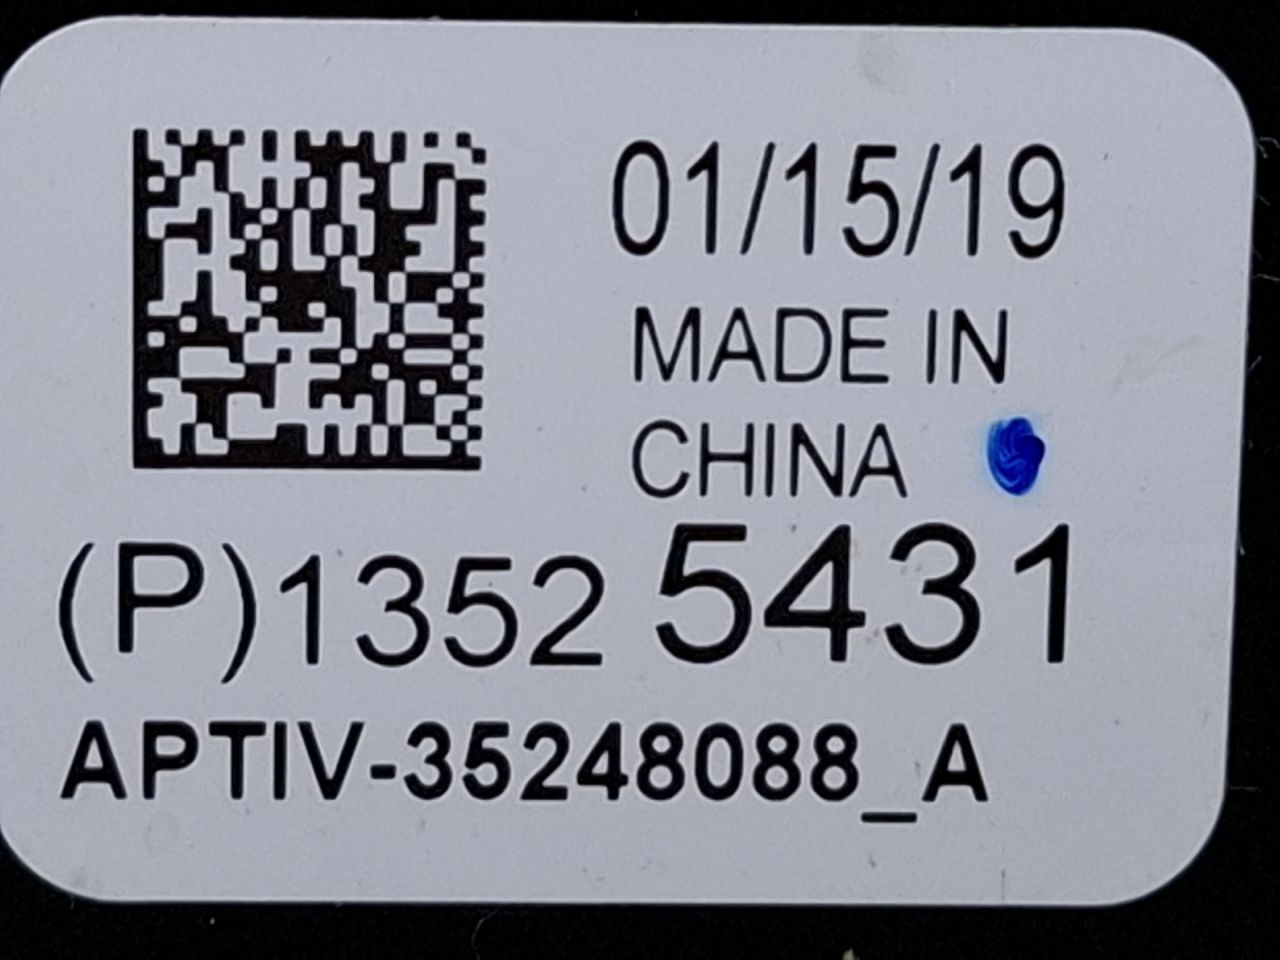 01/15/19
MADE IN
CHINA
(P)1352 5431
APTIV-35248088_A